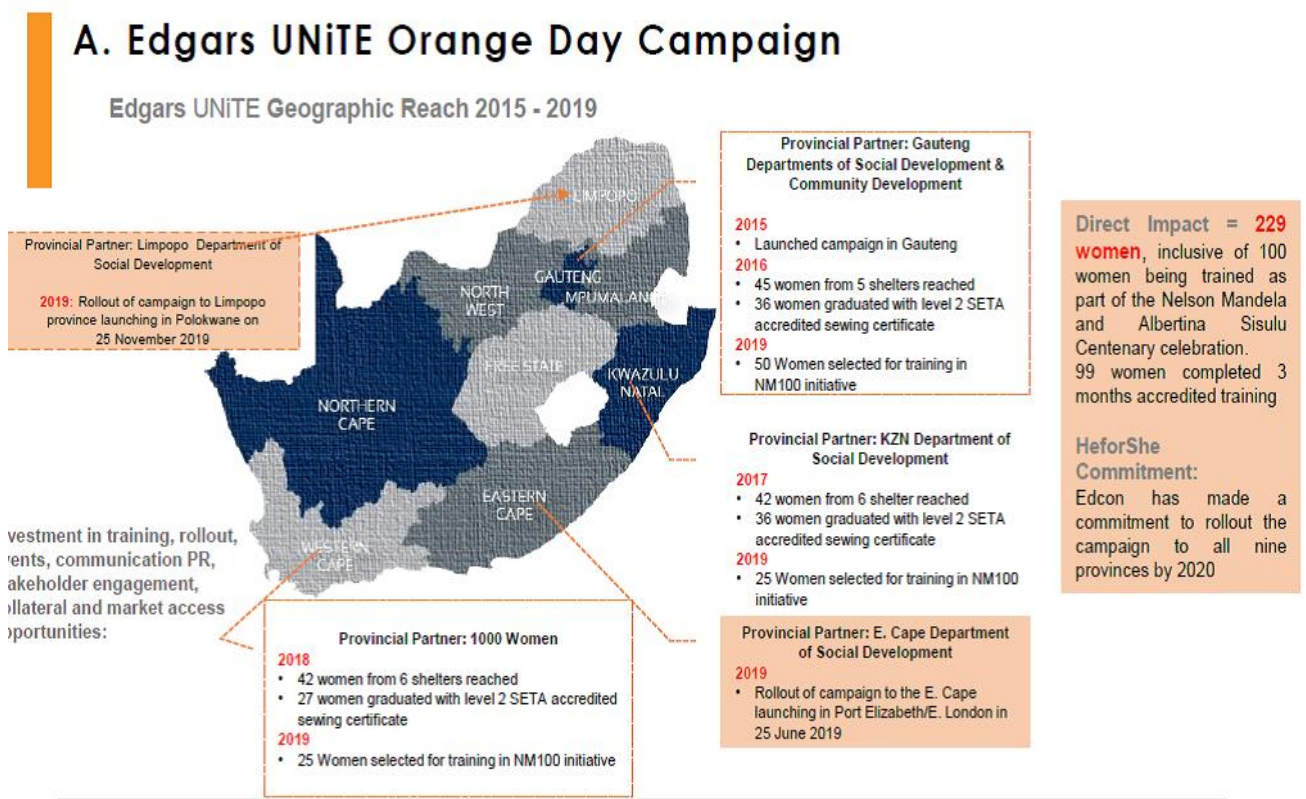 A. Edgars UNiTE Orange Day Campaign
Edgars UNiTE Geographic Reach 2015 - 2019
Provincial Partner: Limpopo Department of
Social Development
2019: Rollout of campaign to Limpopo
province launching in Polokwane on
25 November 2019
LIMPOPO
GAUTENG
MPUMALAN
NORTH
WEST
FREE STATE
KWAZULU
NATAL
NORTHERN
CAPE
EASTERN
CAPE
WESTERN
CAPE
Provincial Partner: Gauteng
Departments of Social Development &
Community Development
2015
• Launched campaign in Gauteng
2016
• 45 women from 5 shelters reached
• 36 women graduated with level 2 SETA
accredited sewing certificate
2019
• 50 Women selected for training in
NM100 initiative
Provincial Partner: KZN Department of
Social Development
2017
• 42 women from 6 shelter reached
• 36 women graduated with level 2 SETA
accredited sewing certificate
2019
• 25 Women selected for training in NM100
initiative
Provincial Partner: E. Cape Department
of Social Development
2019
• Rollout of campaign to the E. Cape
launching in Port Elizabeth/E. London in
25 June 2019
Direct Impact = 229
women, inclusive of 100
women being trained as
part of the Nelson Mandela
and Albertina Sisulu
Centenary celebration.
99 women completed 3
months accredited training
HeforShe
Commitment:
Edcon has made a
commitment to rollout the
campaign to all nine
provinces by 2020
vestment in training, rollout,
vents, communication PR,
akeholder engagement,
ollateral and market access
pportunities:
Provincial Partner: 1000 Women
2018
• 42 women from 6 shelters reached
• 27 women graduated with level 2 SETA accredited
sewing certificate
2019
• 25 Women selected for training in NM100 initiative